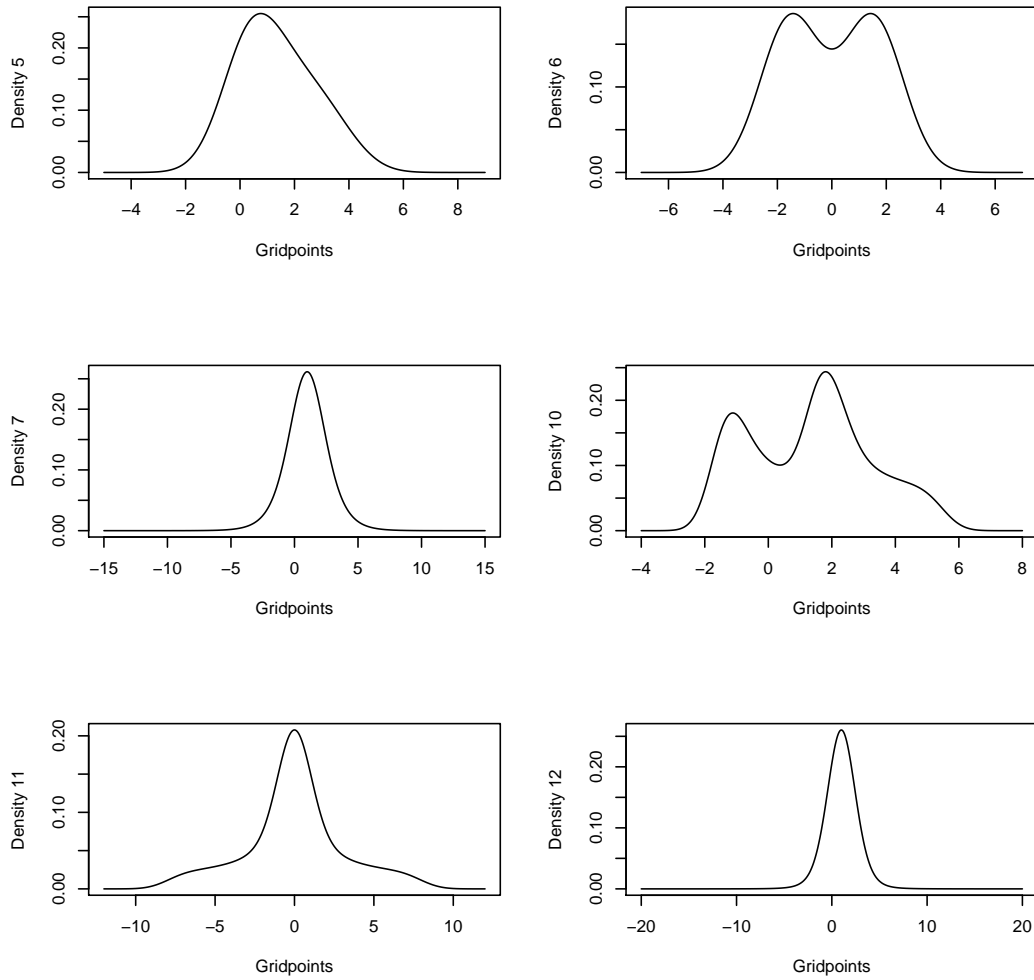 Density 5
0.00 0.10 0.20
−4 −2 0 2 4 6 8
Gridpoints
Density 6
0.00 0.10
−6 −4 −2 0 2 4 6
Gridpoints
Density 7
0.00 0.10 0.20
−15 −10 −5 0 5 10 15
Gridpoints
Density 10
0.00 0.10 0.20
−4 −2 0 2 4 6 8
Gridpoints
Density 11
0.00 0.10 0.20
−10 −5 0 5 10
Gridpoints
Density 12
0.00 0.10 0.20
−20 −10 0 10 20
Gridpoints